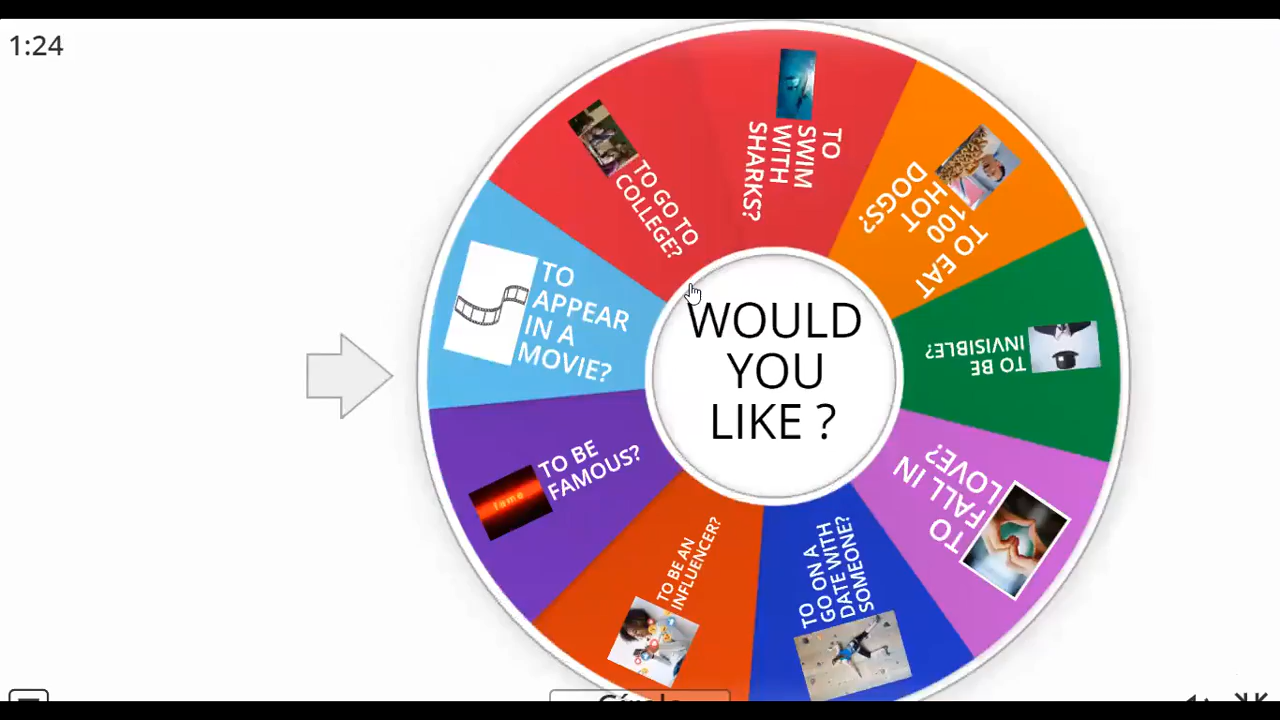 1:24
TO
SWIM
WITH
SHARKS?
TO EAT
100
HOT
DOGS?
TO BE
INVISIBLE?
TO
FALL IN
LOVE?
TO
GO ON A
DATE WITH
SOMEONE?
TO BE AN
INFLUENCER?
TO BE
FAMOUS?
fame
TO
APPEAR
IN A
MOVIE?
TO GO TO
COLLEGE?
WOULD
YOU
LIKE ?